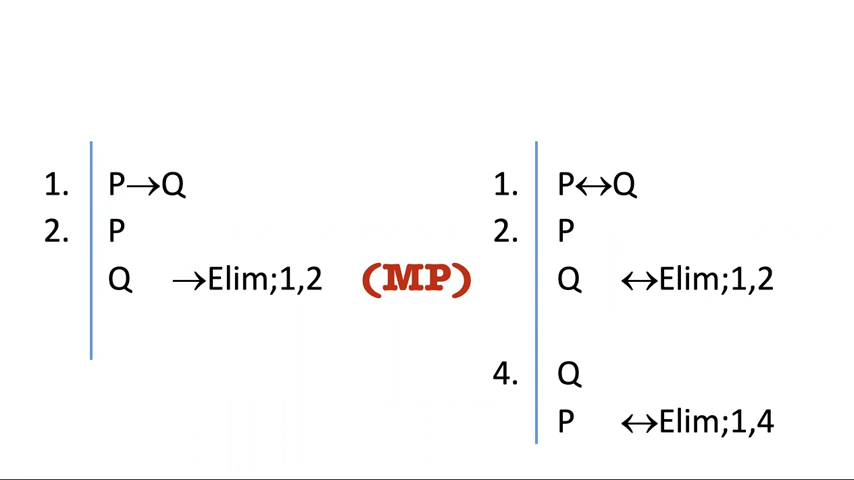 1. P→Q
2. P
Q →Elim;1,2 (MP)
1. P↔Q
2. P
Q ↔Elim;1,2
4. Q
P ↔Elim;1,4